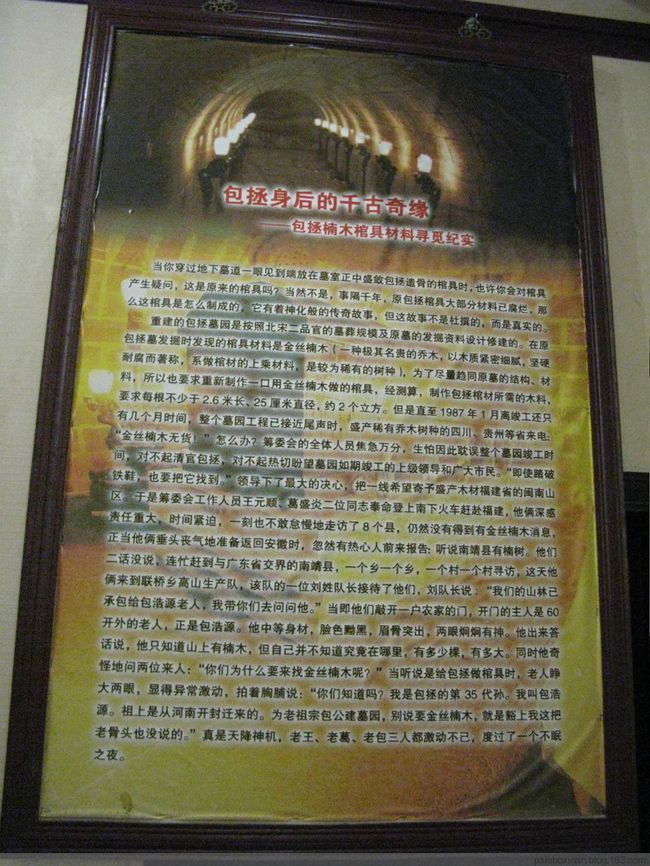 包拯身后的千古奇缘
——包拯楠木棺具材料寻觅纪实
当你穿过地下墓道一眼见到端放在墓室正中盛敛包拯遗骨的棺具时，也许你会对棺具
产生疑问，这是原来的棺具吗？当然不是，事隔千年，原包拯棺具大部分材料已腐烂，那
么这棺具是怎么制成的，它有着神化般的传奇故事，但这故事不是杜撰的，而是真实的。
重建的包拯墓园是按照北宋二品官的墓葬规模及原墓的发掘资料设计修建的。在原
包拯墓发掘时发现的棺具材料是金丝楠木（一种极其名贵的乔木，以木质紧密细腻，坚硬
耐腐而著称，系做棺材的上乘材料，是较为稀有的树种），为了尽量趋同原墓的结构、材
料，所以也要求重新制作一口用金丝楠木做的棺具，经测算，制作包拯棺材所需的木料，
要求每根不少于 2.6 米长、25 厘米直径，约 2 个立方。但是直至 1987 年 1 月离竣工还只
有几个月时间，整个墓园工程已接近尾声时，盛产稀有乔木树种的四川、贵州等省来电：
“金丝楠木无货！”怎么办？筹委会的全体人员焦急万分，生怕因此耽误整个墓园竣工时
间，对不起清官包拯，对不起热切盼望墓园如期竣工的上级领导和广大市民。“即使踏破
铁鞋，也要把它找到。”领导下了最大的决心，把一线希望寄予盛产木材福建省的闽南山
区。于是筹委会工作人员王元顺、葛盛炎二位同志奉命登上南下火车赶赴福建，他俩深感
责任重大，时间紧迫，一刻也不敢怠慢地走访了 8 个县，仍然没有得到有金丝楠木消息，
正当他俩垂头丧气地准备返回安徽时，忽然有热心人前来报告：听说南靖县有楠树。他们
二话没说，连忙赶到与广东省交界的南靖县，一个乡一个乡，一个村一个村寻访，这天他
俩来到联桥乡高山生产队，该队的一位刘姓队长接待了他们，刘队长说：“我们的山林已
承包给包浩源老人，我带你们去问问他。”当即他们敲开一户农家的门，开门的主人是 60
开外的老人，正是包浩源。他中等身材，脸色黝黑，眉骨突出，两眼炯炯有神。他出来答
话说，他只知道山上有楠木，但自己并不知道究竟在哪里，有多少棵，有多大。同时他奇
怪地问两位来人：“你们为什么要来找金丝楠木呢？”当听说是给包拯做棺具时，老人睁
大两眼，显得异常激动，拍着胸脯说：“你们知道吗？我是包拯的第 35 代孙。我叫包浩
源。祖上是从河南开封迁来的。为老祖宗包公建墓园，别说要金丝楠木，就是豁上我这把
老骨头也没说的。”真是天降神机，老王、老葛、老包三人都激动不已，度过了一个不眠
之夜。
paicboximin.blog.163.com